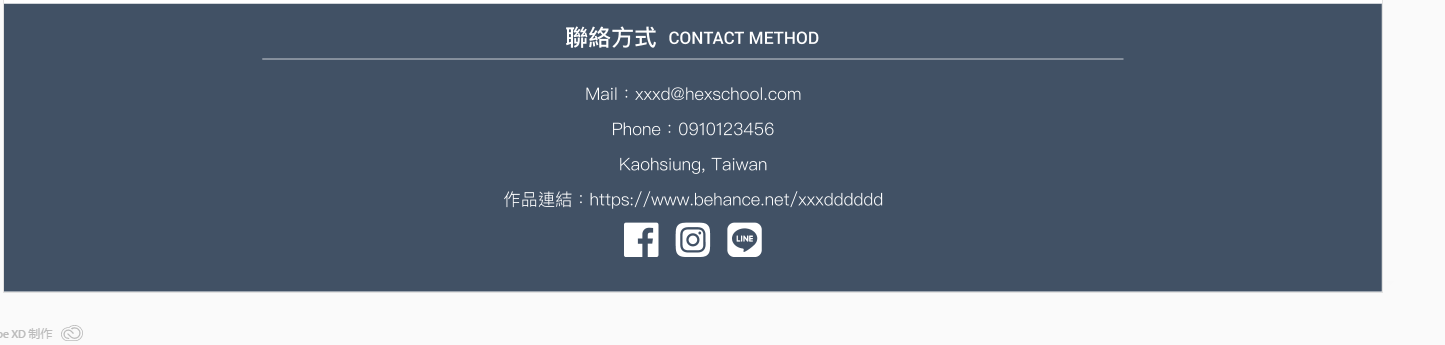 聯絡方式 CONTACT METHOD
Mail：xxxd@hexschool.com
Phone：0910123456
Kaohsiung, Taiwan
作品連結：https://www.behance.net/xxxdddddd
LINE
XD 制作